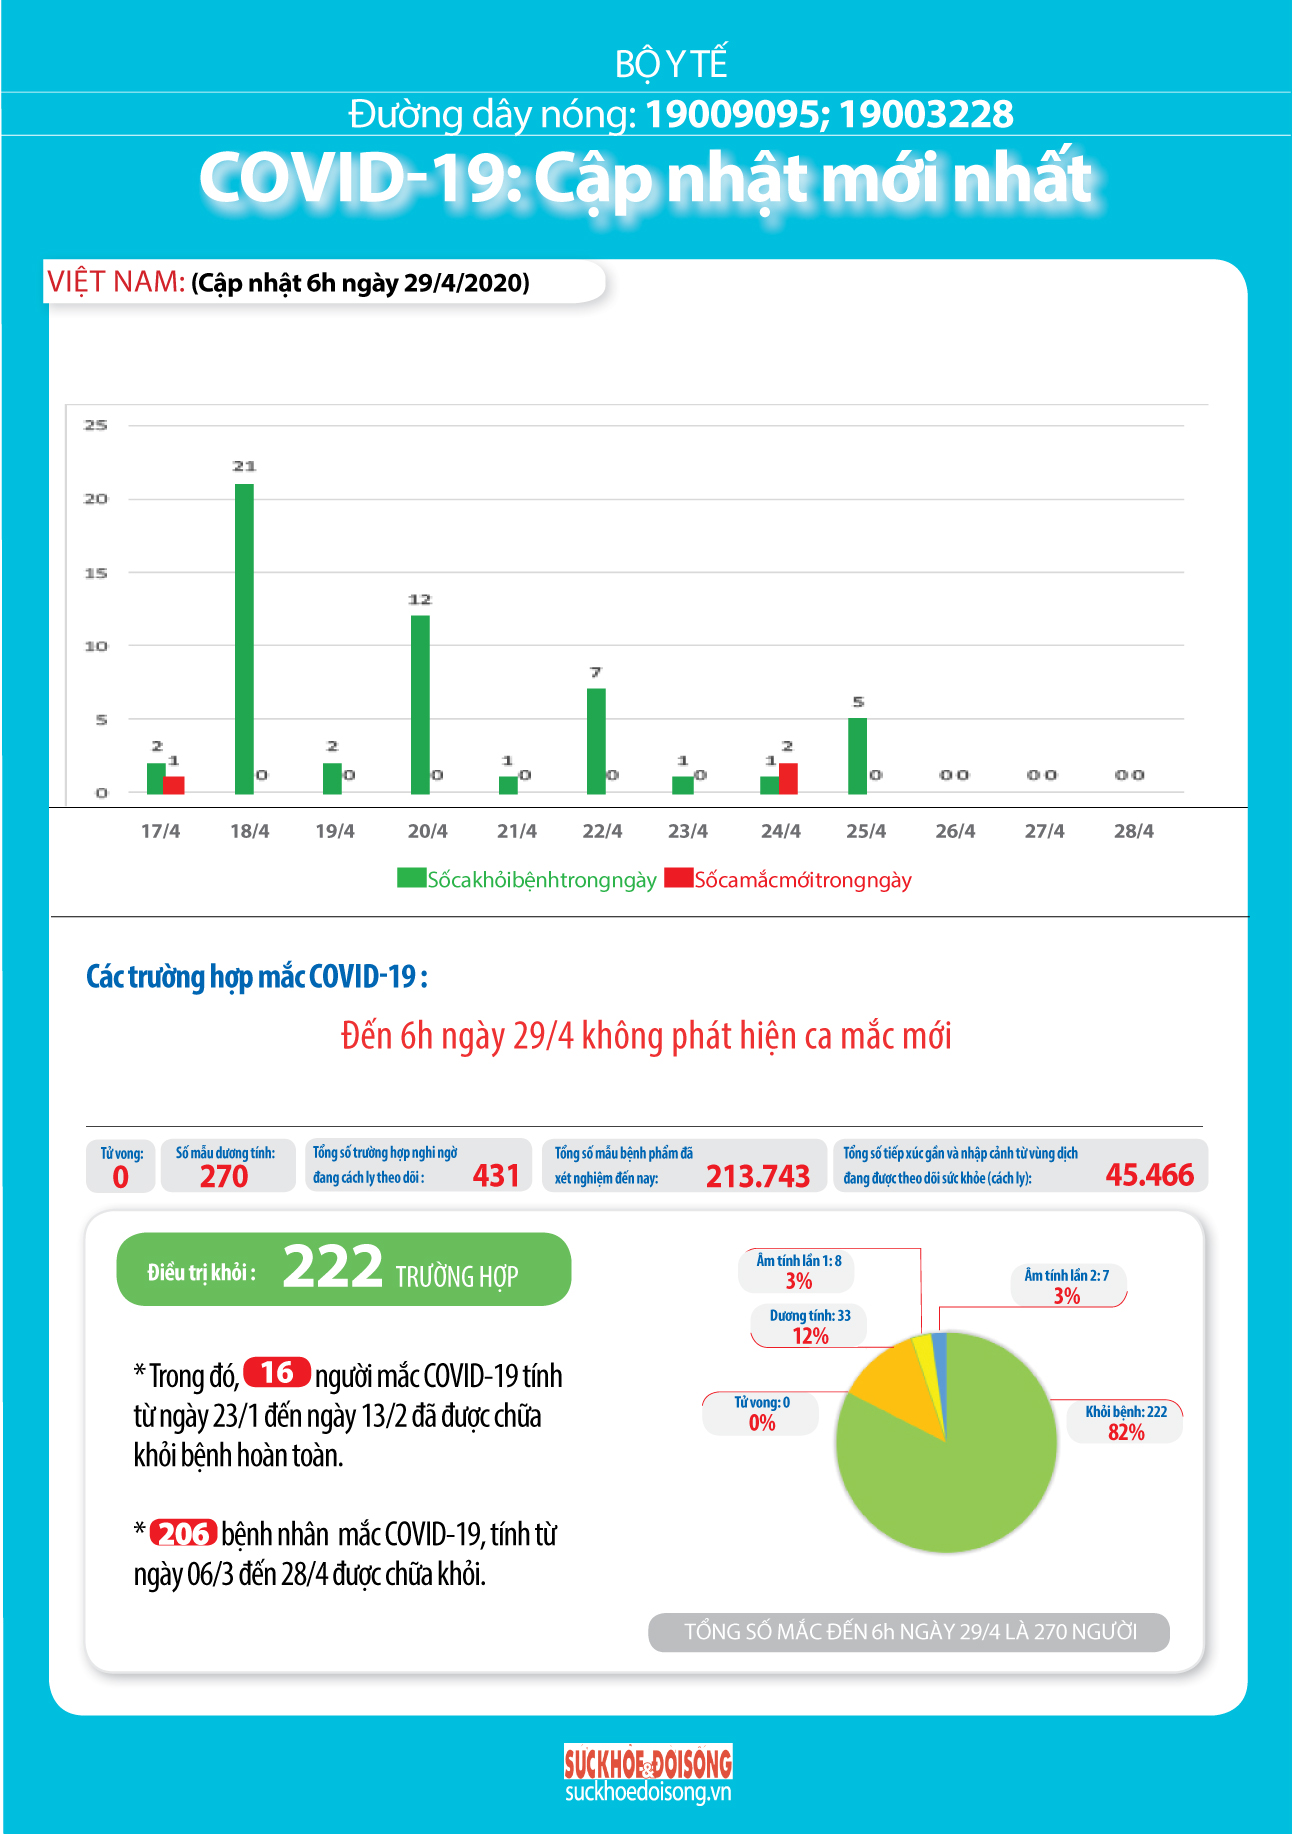 BỘ Y TẾ
Đường dây nóng: 19009095; 19003228
COVID-19: Cập nhật mới nhất
VIỆT NAM: (Cập nhật 6h ngày 29/4/2020)
25
20
15
10
5
0
2 1
21 0
2 0
12 0
1 0
7 0
1 0
1 2
5 0
0 0
0 0
0 0
17/4 18/4 19/4 20/4 21/4 22/4 23/4 24/4 25/4 26/4 27/4 28/4
Sốcakhỏibệnhtrongngày Sốcamắcmớitrongngày
Các trường hợp mắc COVID-19 :
Đến 6h ngày 29/4 không phát hiện ca mắc mới
Tử vong:
0
Số mẫu dương tính:
270
Tổng số trường hợp nghi ngờ
đang cách ly theo dõi : 431
Tổng số mẫu bệnh phẩm đã
xét nghiệm đến nay: 213.743
Tổng số tiếp xúc gần và nhập cảnh từ vùng dịch
đang được theo dõi sức khỏe (cách ly): 45.466
Điều trị khỏi : 222 TRƯỜNG HỢP
* Trong đó, 16 người mắc COVID-19 tính
từ ngày 23/1 đến ngày 13/2 đã được chữa
khỏi bệnh hoàn toàn.
* 206 bệnh nhân mắc COVID-19, tính từ
ngày 06/3 đến 28/4 được chữa khỏi.
Âm tính lần 1: 8
3%
Âm tính lần 2: 7
3%
Dương tính: 33
12%
Tử vong: 0
0%
Khỏi bệnh: 222
82%
TỔNG SỐ MẮC ĐẾN 6h NGÀY 29/4 LÀ 270 NGƯỜI
SỨCKHỎE&ĐỜISỐNG
suckhoedoisong.vn